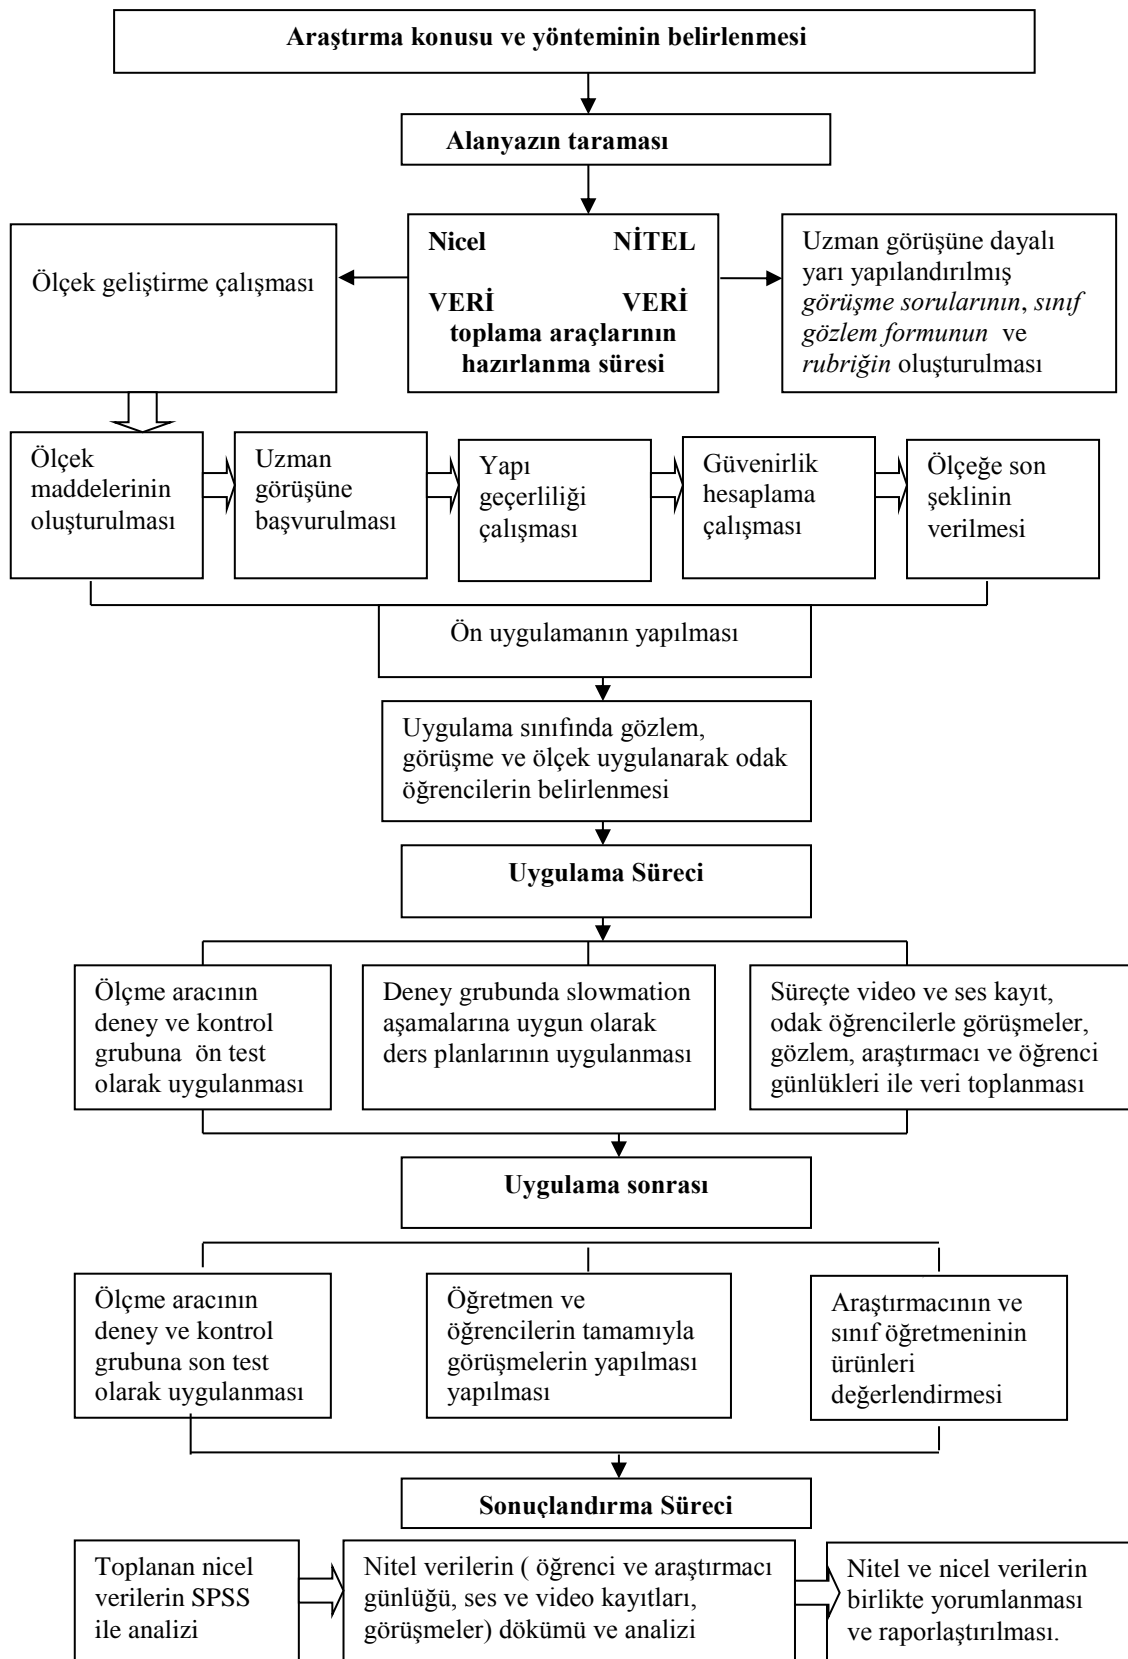 Araştırma konusu ve yönteminin belirlenmesi
Alanyazın taraması
Ölçek geliştirme çalışması
Nicel NİTEL
VERİ VERİ
toplama araçlarının
hazırlanma süresi
Uzman görüşüne dayalı
yarı yapılandırılmış
görüşme sorularının, sınıf
gözlem formunun ve
rubriğin oluşturulması
Ölçek
maddelerinin
oluşturulması
Uzman
görüşüne
başvurulması
Yapı
geçerliliği
çalışması
Güvenirlik
hesaplama
çalışması
Ölçeğe son
şeklinin
verilmesi
Ön uygulamanın yapılması
Uygulama sınıfında gözlem,
görüşme ve ölçek uygulanarak odak
öğrencilerin belirlenmesi
Uygulama Süreci
Ölçme aracının
deney ve kontrol
grubuna ön test
olarak uygulanması
Deney grubunda slowmation
aşamalarına uygun olarak
ders planlarının uygulanması
Süreçte video ve ses kayıt,
odak öğrencilerle görüşmeler,
gözlem, araştırmacı ve öğrenci
günlükleri ile veri toplanması
Uygulama sonrası
Ölçme aracının
deney ve kontrol
grubuna son test
olarak uygulanması
Öğretmen ve
öğrencilerin tamamıyla
görüşmelerin yapılması
yapılması
Araştırmacının ve
sınıf öğretmeninin
ürünleri
değerlendirmesi
Sonuçlandırma Süreci
Toplanan nicel
verilerin SPSS
ile analizi
Nitel verilerin ( öğrenci ve araştırmacı
günlüğü, ses ve video kayıtları,
görüşmeler) dökümü ve analizi
Nitel ve nicel verilerin
birlikte yorumlanması
ve raporlaştırılması.